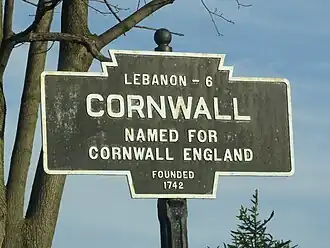 LEBANON - 6
CORNWALL
NAMED FOR
CORNWALL ENGLAND
FOUNDED
1742